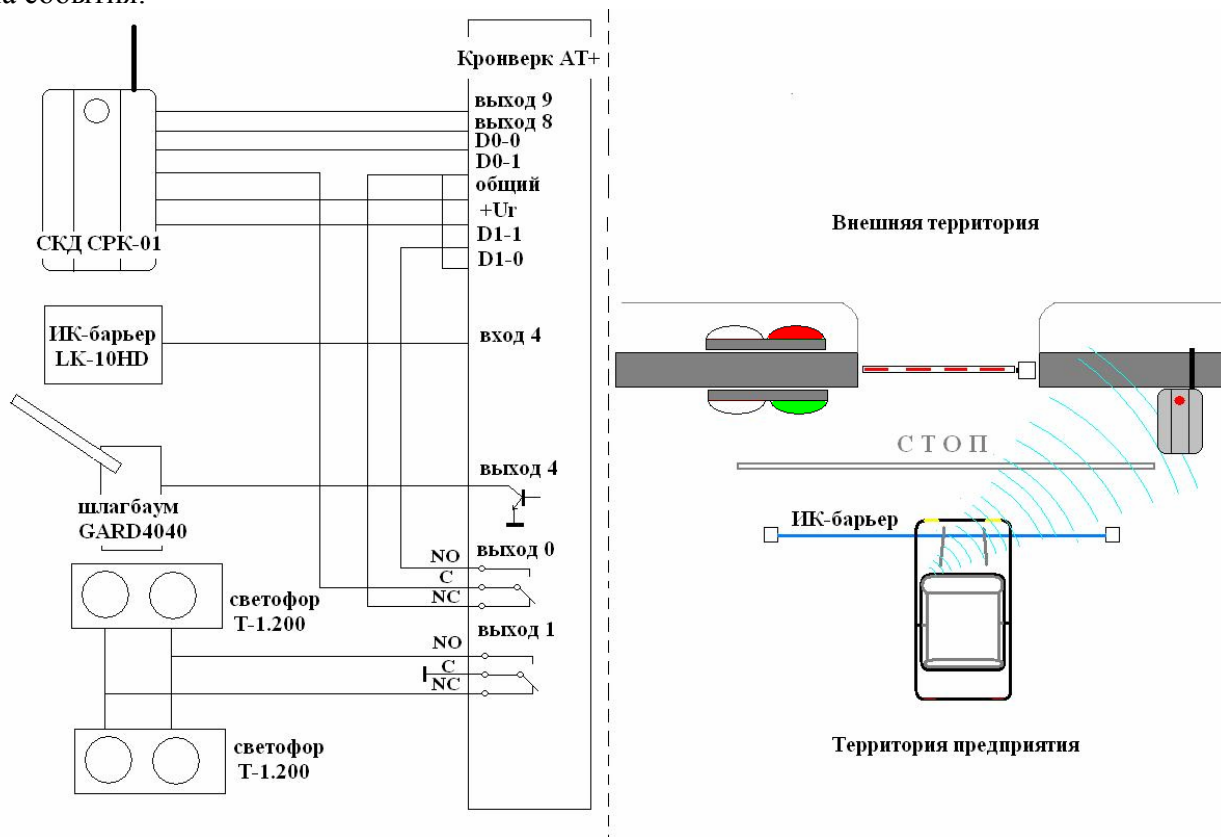 на события.
Кронверк АТ+
выход 9
выход 8
D0-0
D0-1
общий
+Ur
D1-1
D1-0
СКД СРК-01
ИК-барьер
LK-10HD
вход 4
выход 4
шлагбаум
GARD4040
выход 0
NO
C
NC
светофор
Т-1.200
выход 1
NO
C
NC
светофор
Т-1.200
Внешняя территория
С Т О П
ИК-барьер
Территория предприятия